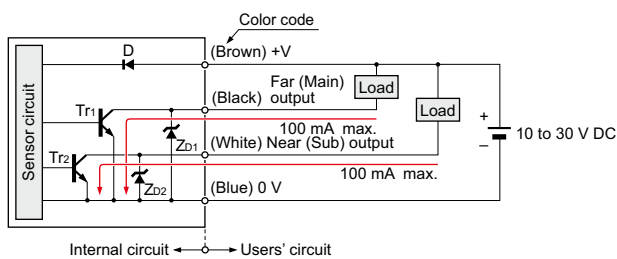 Color code
D
(Brown) +V
Sensor circuit
Tr1
Far (Main)
(Black) output
Load
Load
100 mA max.
ZD1
+
–
10 to 30 V DC
(White) Near (Sub) output
Tr2
ZD2
100 mA max.
(Blue) 0 V
Internal circuit
Users' circuit